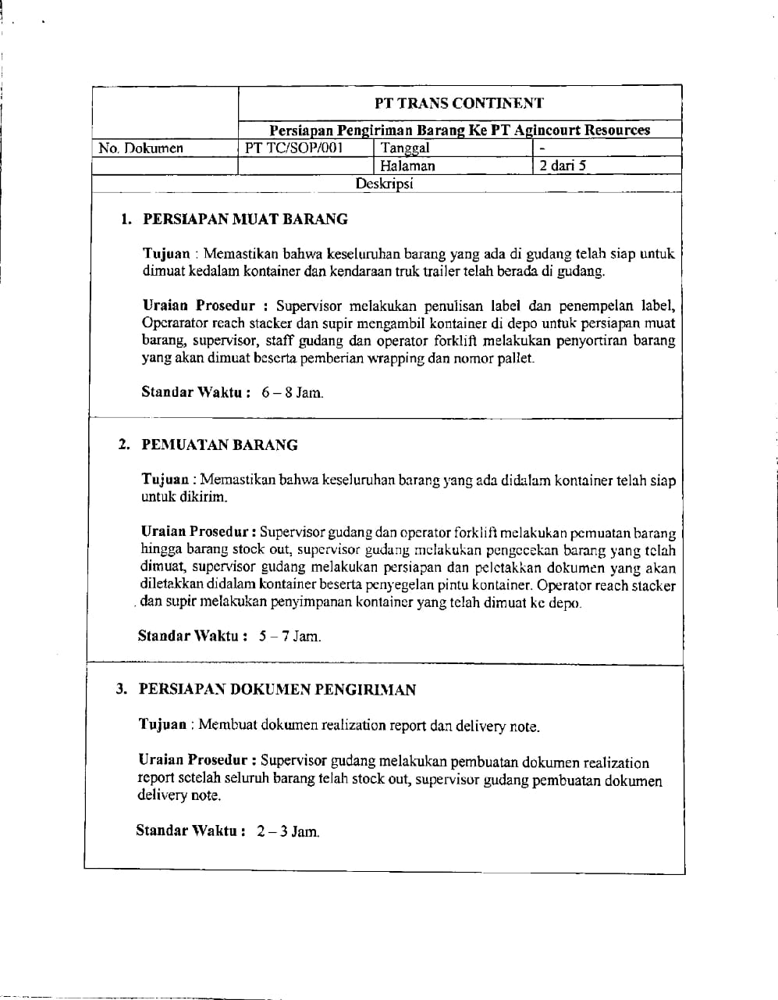 PT TRANS CONTINENT
Persiapan Pengiriman Barang Ke PT Agincourt Resources
No. Dokumen PT TC/SOP/001 Tanggal -
Halaman 2 dari 5
Deskripsi
1. PERSIAPAN MUAT BARANG
Tujuan : Memastikan bahwa keseluruhan barang yang ada di gudang telah siap untuk
dimuat kedalam kontainer dan kendaraan truk trailer telah berada di gudang.
Uraian Prosedur : Supervisor melakukan penulisan label dan penempelan label,
Operarator reach stacker dan supir mengambil kontainer di depo untuk persiapan muat
barang, supervisor, staff gudang dan operator forklift melakukan penyortiran barang
yang akan dimuat beserta pemberian wrapping dan nomor pallet.
Standar Waktu : 6 – 8 Jam.
2. PEMUATAN BARANG
Tujuan : Memastikan bahwa keseluruhan barang yang ada didalam kontainer telah siap
untuk dikirim.
Uraian Prosedur : Supervisor gudang dan operator forklift melakukan pemuatan barang
hingga barang stock out, supervisor gudang melakukan pengecekan barang yang telah
dimuat, supervisor gudang melakukan persiapan dan peletakkan dokumen yang akan
diletakkan didalam kontainer beserta penyegelan pintu kontainer. Operator reach stacker
dan supir melakukan penyimpanan kontainer yang telah dimuat ke depo.
Standar Waktu : 5 – 7 Jam.
3. PERSIAPAN DOKUMEN PENGIRIMAN
Tujuan : Membuat dokumen realization report dan delivery note.
Uraian Prosedur : Supervisor gudang melakukan pembuatan dokumen realization
report setelah seluruh barang telah stock out, supervisor gudang pembuatan dokumen
delivery note.
Standar Waktu : 2 – 3 Jam.